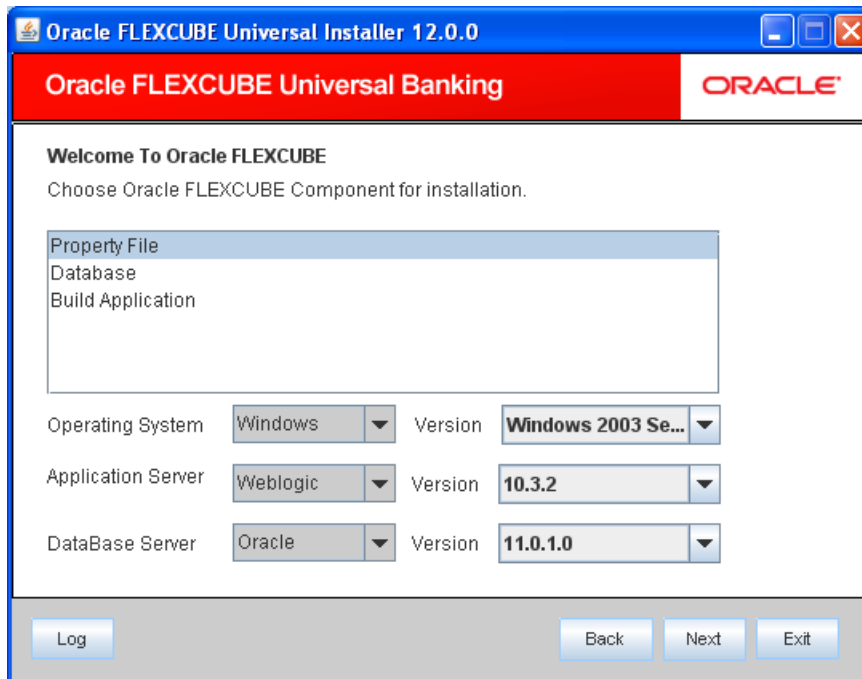 Oracle FLEXCUBE Universal Installer 12.0.0
Oracle FLEXCUBE Universal Banking
ORACLE
Welcome To Oracle FLEXCUBE
Choose Oracle FLEXCUBE Component for installation.
Property File
Database
Build Application
Operating System Windows Version Windows 2003 Se...
Application Server Weblogic Version 10.3.2
DataBase Server Oracle Version 11.0.1.0
Log Back Next Exit